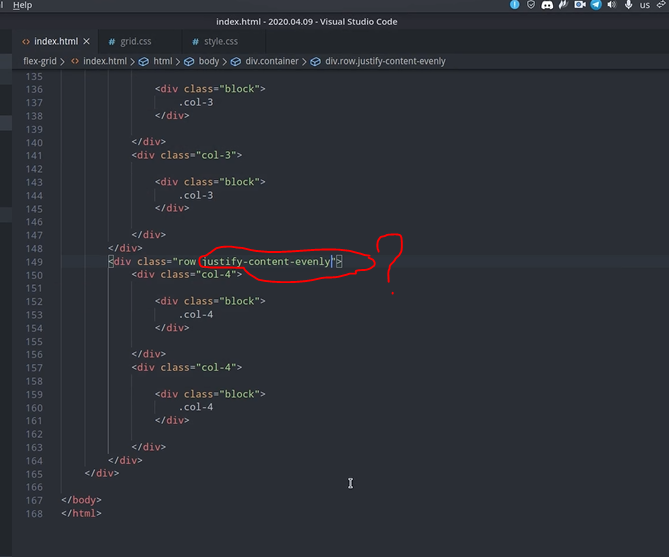 Help
us
index.html - 2020.04.09 - Visual Studio Code
index.html
grid.css
style.css
flex-grid > index.html > html > body > div.container > div.row.justify-content-evenly
135
136 <div class="block">
137 .col-3
138 </div>
139
140 </div>
141 <div class="col-3">
142
143 <div class="block">
144 .col-3
145 </div>
146
147 </div>
148 </div>
149 <div class="row justify-content-evenly">
?
150 <div class="col-4">
151
152 <div class="block">
153 .col-4
154 </div>
155
156 </div>
157 <div class="col-4">
158
159 <div class="block">
160 .col-4
161 </div>
162
163 </div>
164 </div>
165 </div>
166
167 </body>
168 </html>